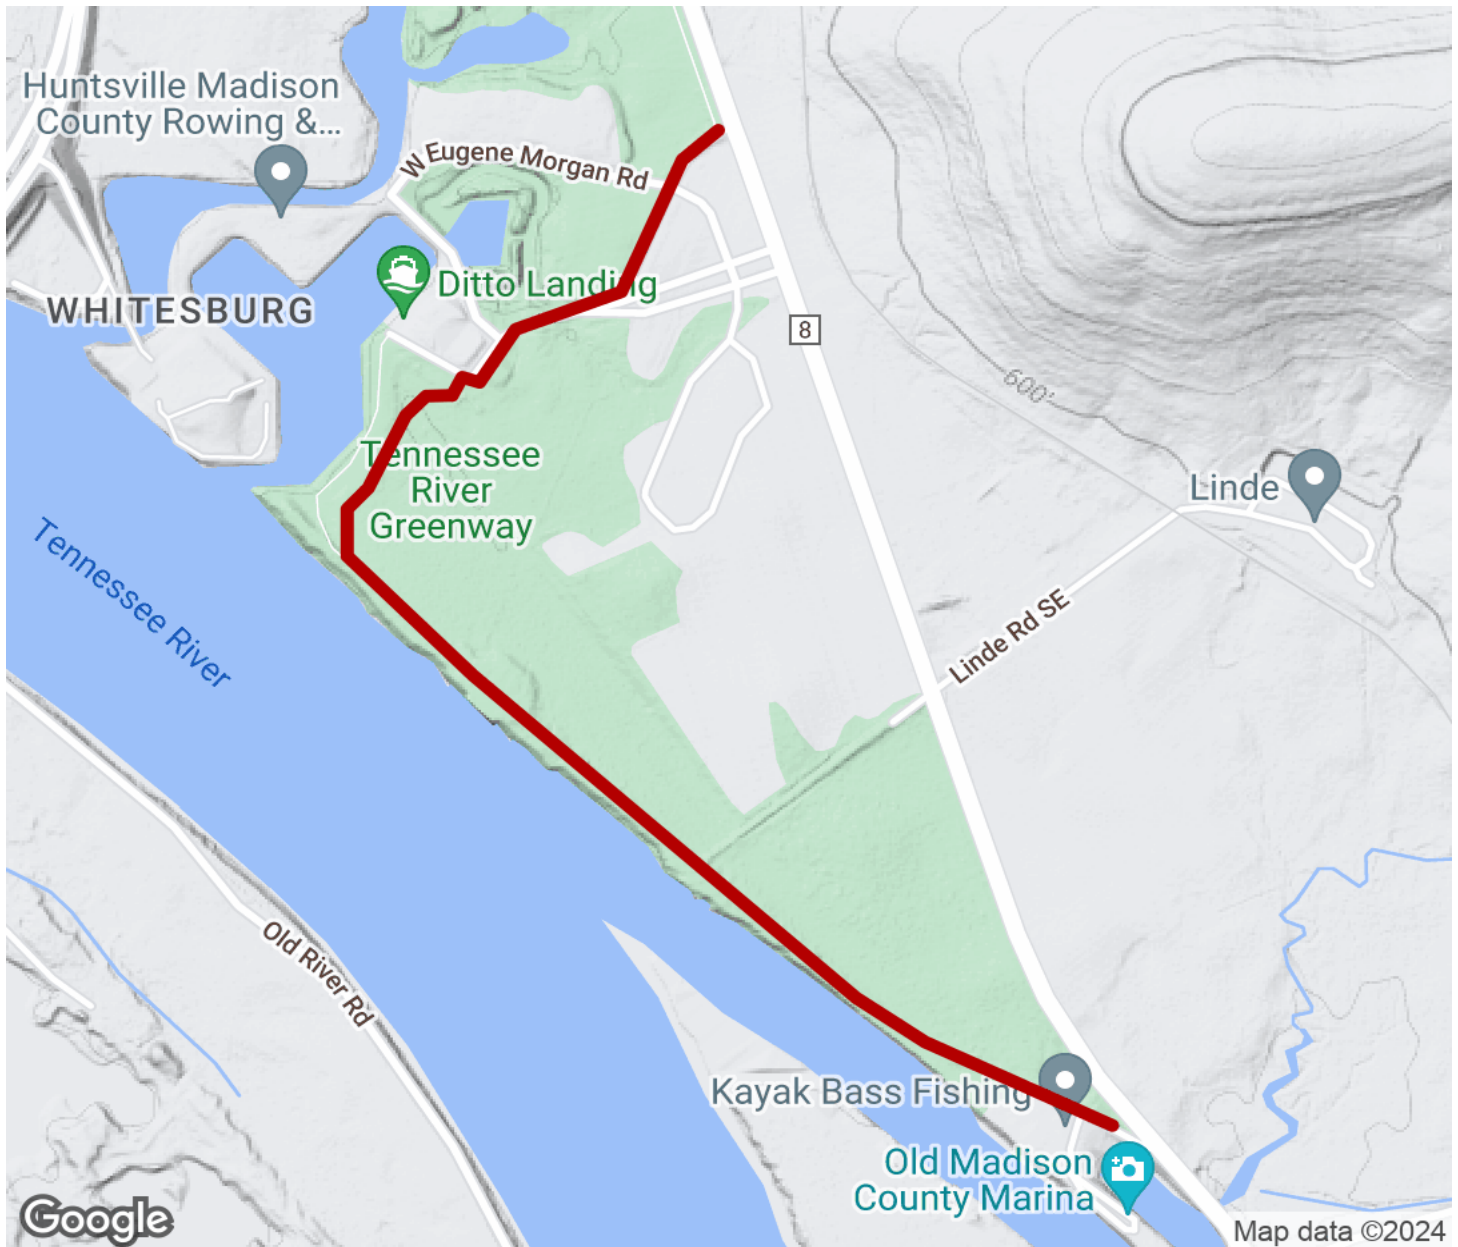 Huntsville Madison
County Rowing &...
W Eugene Morgan Rd
Ditto Landing
WHITESBURG
8
600'
Tennessee
River
Greenway
Linde
Tennessee River
Linde Rd SE
Old River Rd
Kayak Bass Fishing
Old Madison
County Marina
Google
Map data ©2024